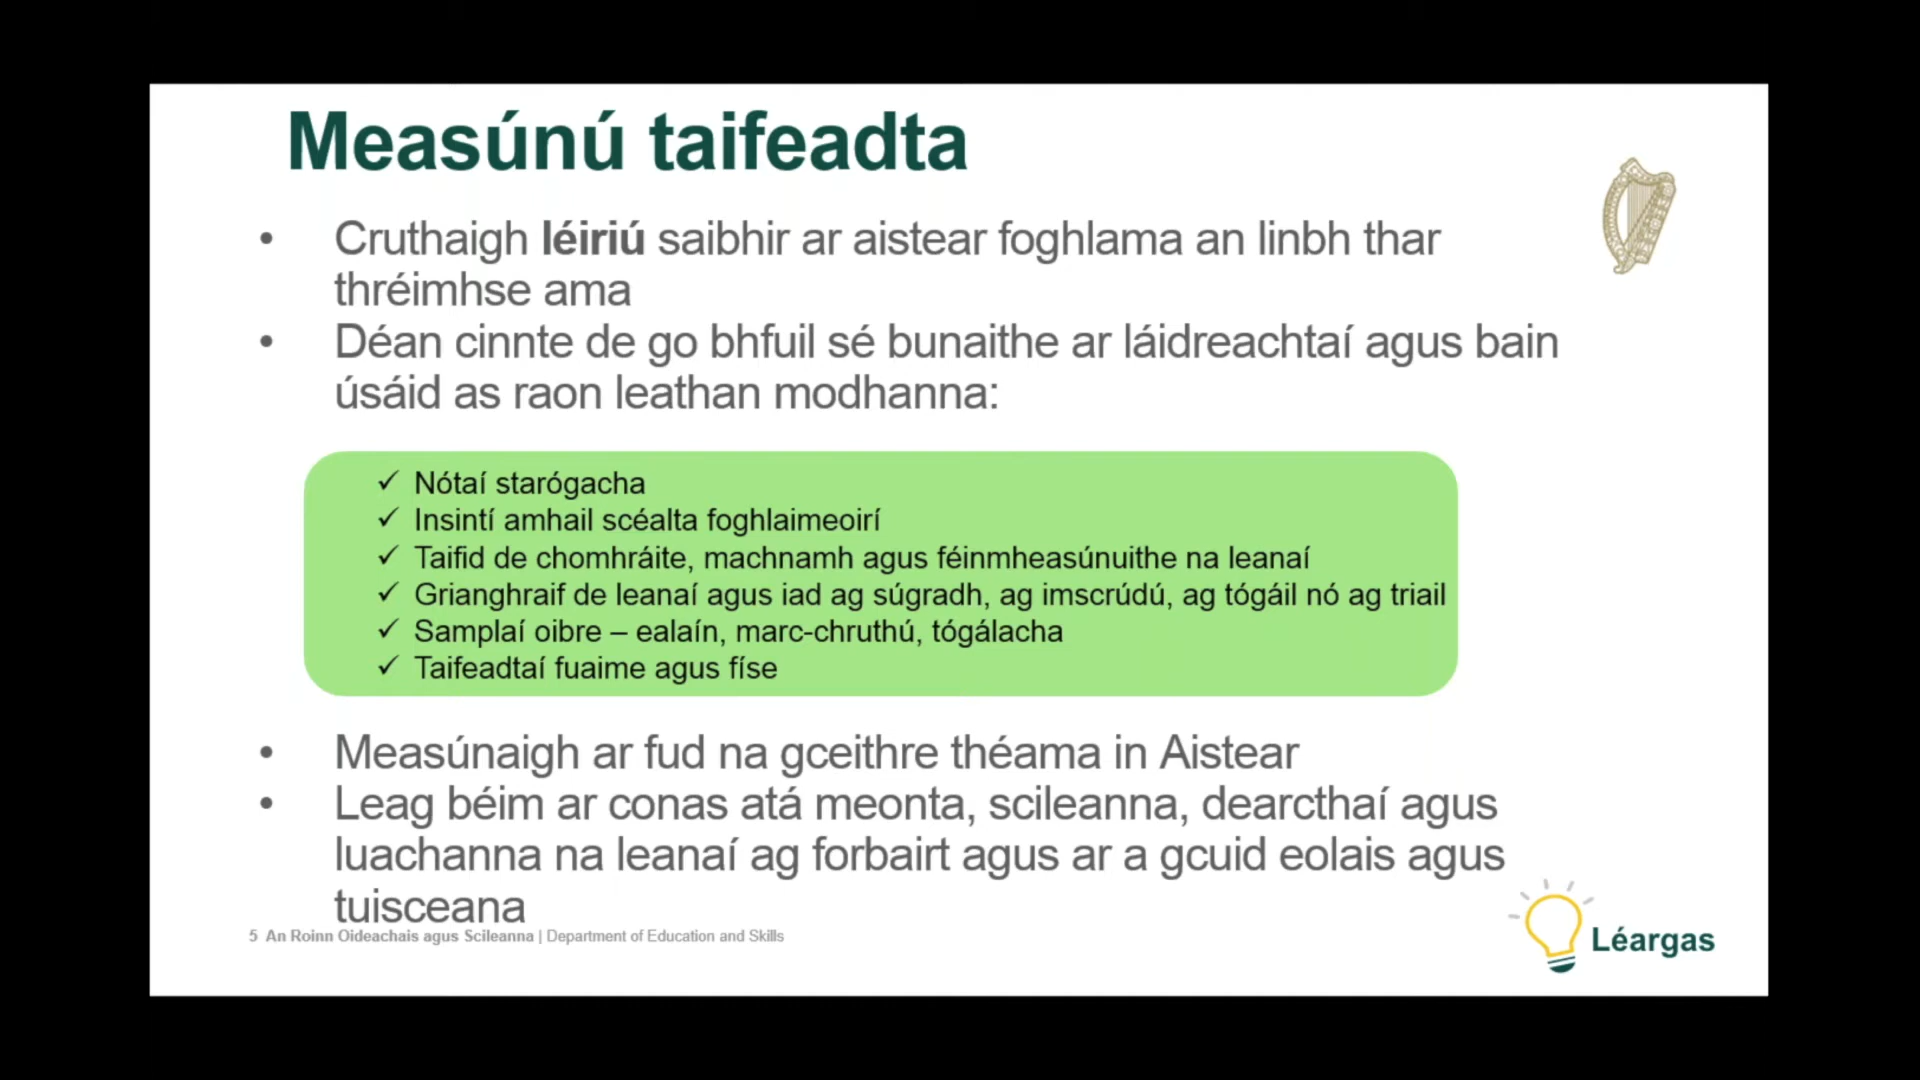 Measúnú taifeadta
• Cruthaigh léiriú saibhir ar aistear foghlama an linbh thar
thréimhse ama
• Déan cinnte de go bhfuil sé bunaithe ar láidreachtaí agus bain
úsáid as raon leathan modhanna:
✓ Nótaí starógacha
✓ Insintí amhail scéalta foghlaimeoirí
✓ Taifid de chomhráite, machnamh agus féinmheasúnuithe na leanaí
✓ Grianghraif de leanaí agus iad ag súgradh, ag imscrúdú, ag tógáil nó ag triail
✓ Samplaí oibre – ealaín, marc-chruthú, tógálacha
✓ Taifeadtaí fuaime agus físe
• Measúnaigh ar fud na gceithre théama in Aistear
• Leag béim ar conas atá meonta, scileanna, dearcthaí agus
luachanna na leanaí ag forbairt agus ar a gcuid eolais agus
tuisceana
5 An Roinn Oideachais agus Scileanna | Department of Education and Skills
Léargas